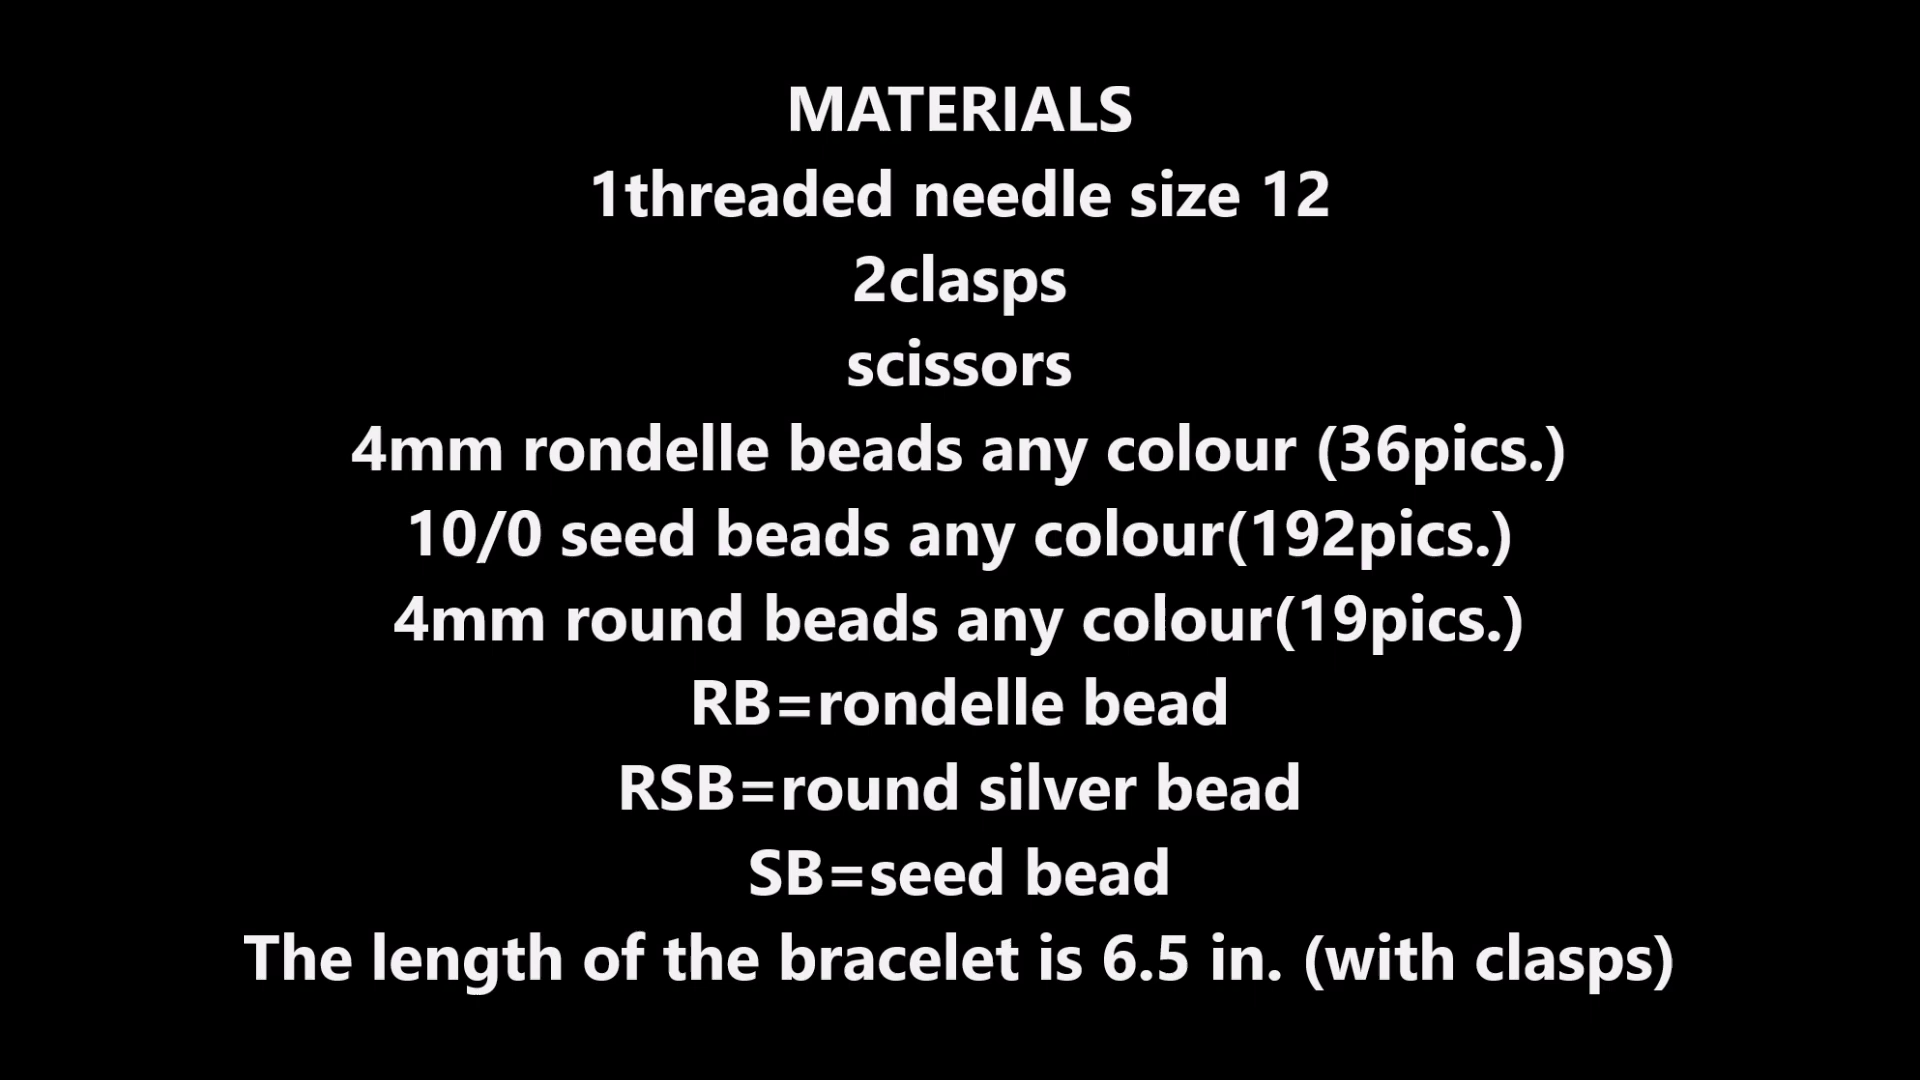 MATERIALS
1threaded needle size 12
2clasps
scissors
4mm rondelle beads any colour (36pics.)
10/0 seed beads any colour(192pics.)
4mm round beads any colour(19pics.)
RB=rondelle bead
RSB=round silver bead
SB=seed bead
The length of the bracelet is 6.5 in. (with clasps)